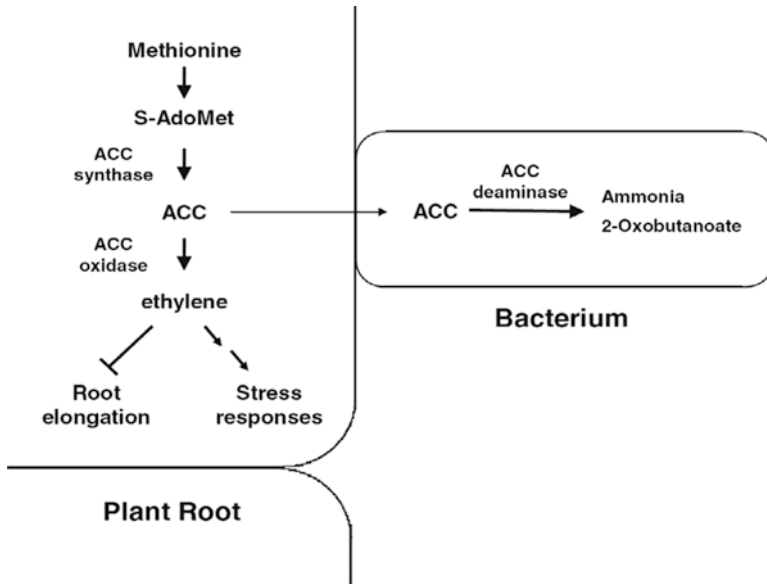 Methionine
S-AdoMet
ACC
synthase
ACC
ACC
oxidase
ethylene
Root
elongation
Stress
responses
Plant Root
ACC
ACC
deaminase
Ammonia
2-Oxobutanoate
Bacterium